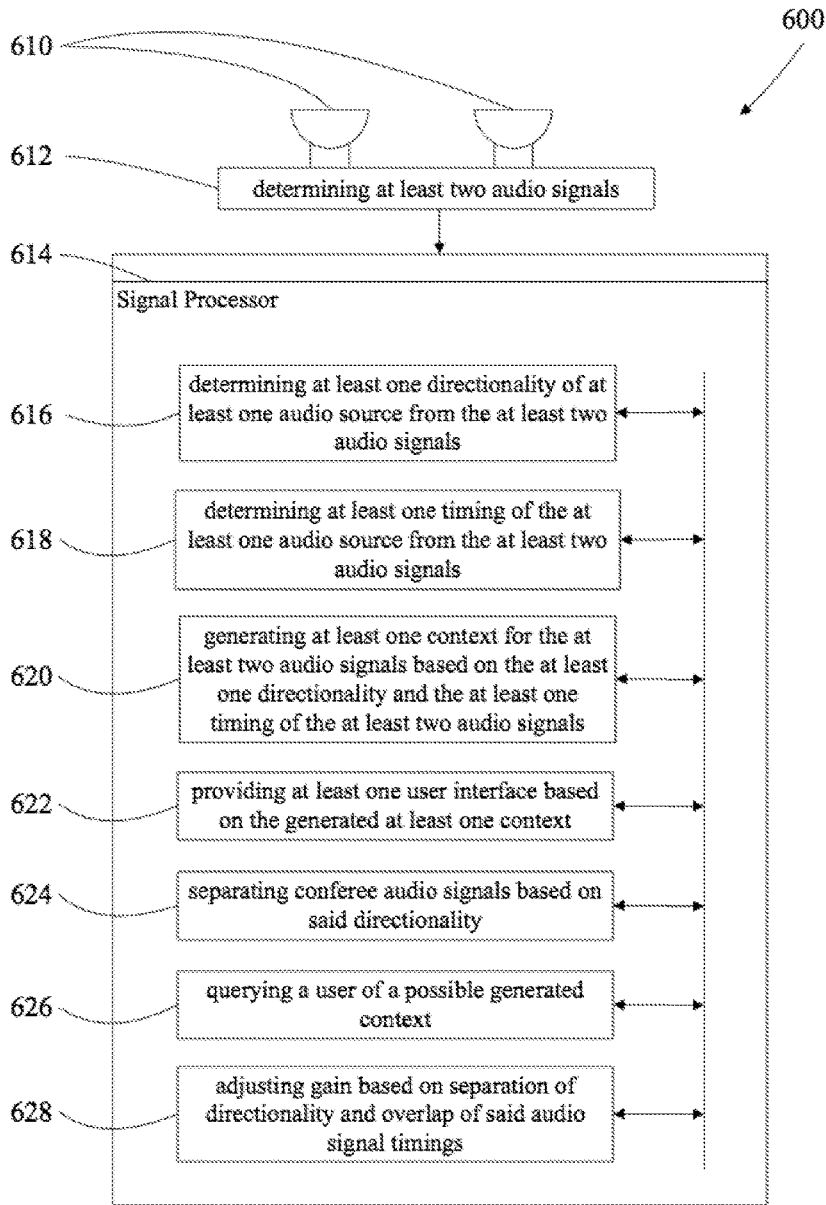 600
610
612
determining at least two audio signals
614
Signal Processor
616
determining at least one directionality of at
least one audio source from the at least two
audio signals
618
determining at least one timing of the at
least one audio source from the at least two
audio signals
620
generating at least one context for the at
least two audio signals based on the at least
one directionality and the at least one
timing of the at least two audio signals
622
providing at least one user interface based
on the generated at least one context
624
separating conferee audio signals based on
said directionality
626
querying a user of a possible generated
context
628
adjusting gain based on separation of
directionality and overlap of said audio
signal timings